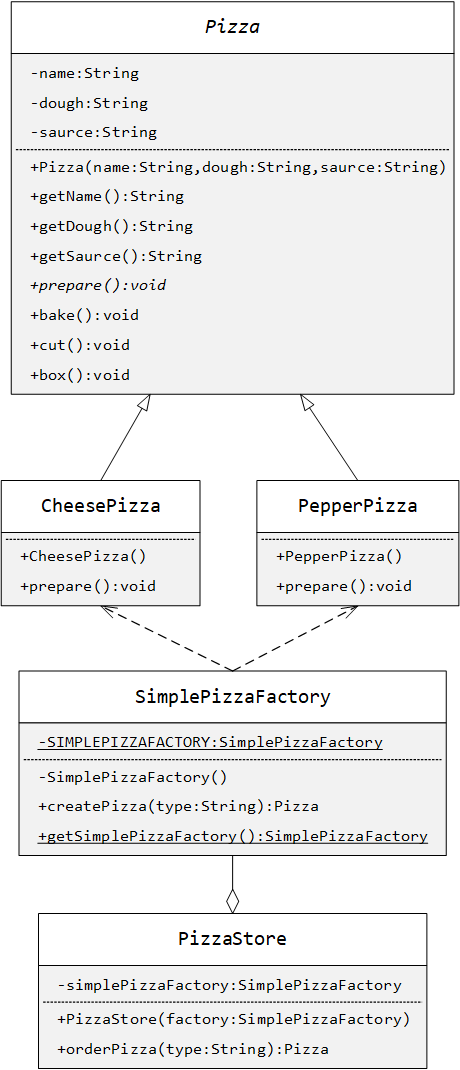 Pizza
-name:String
-dough:String
-saurce:String
+Pizza(name:String,dough:String,saurce:String)
+getName():String
+getDough():String
+getSaurce():String
+prepare():void
+bake():void
+cut():void
+box():void
CheesePizza
+CheesePizza()
+prepare():void
PepperPizza
+PepperPizza()
+prepare():void
SimplePizzaFactory
-SIMPLEPIZZAFACTORY:SimplePizzaFactory
-SimplePizzaFactory()
+createPizza(type:String):Pizza
+getSimplePizzaFactory():SimplePizzaFactory
PizzaStore
-simplePizzaFactory:SimplePizzaFactory
+PizzaStore(factory:SimplePizzaFactory)
+orderPizza(type:String):Pizza